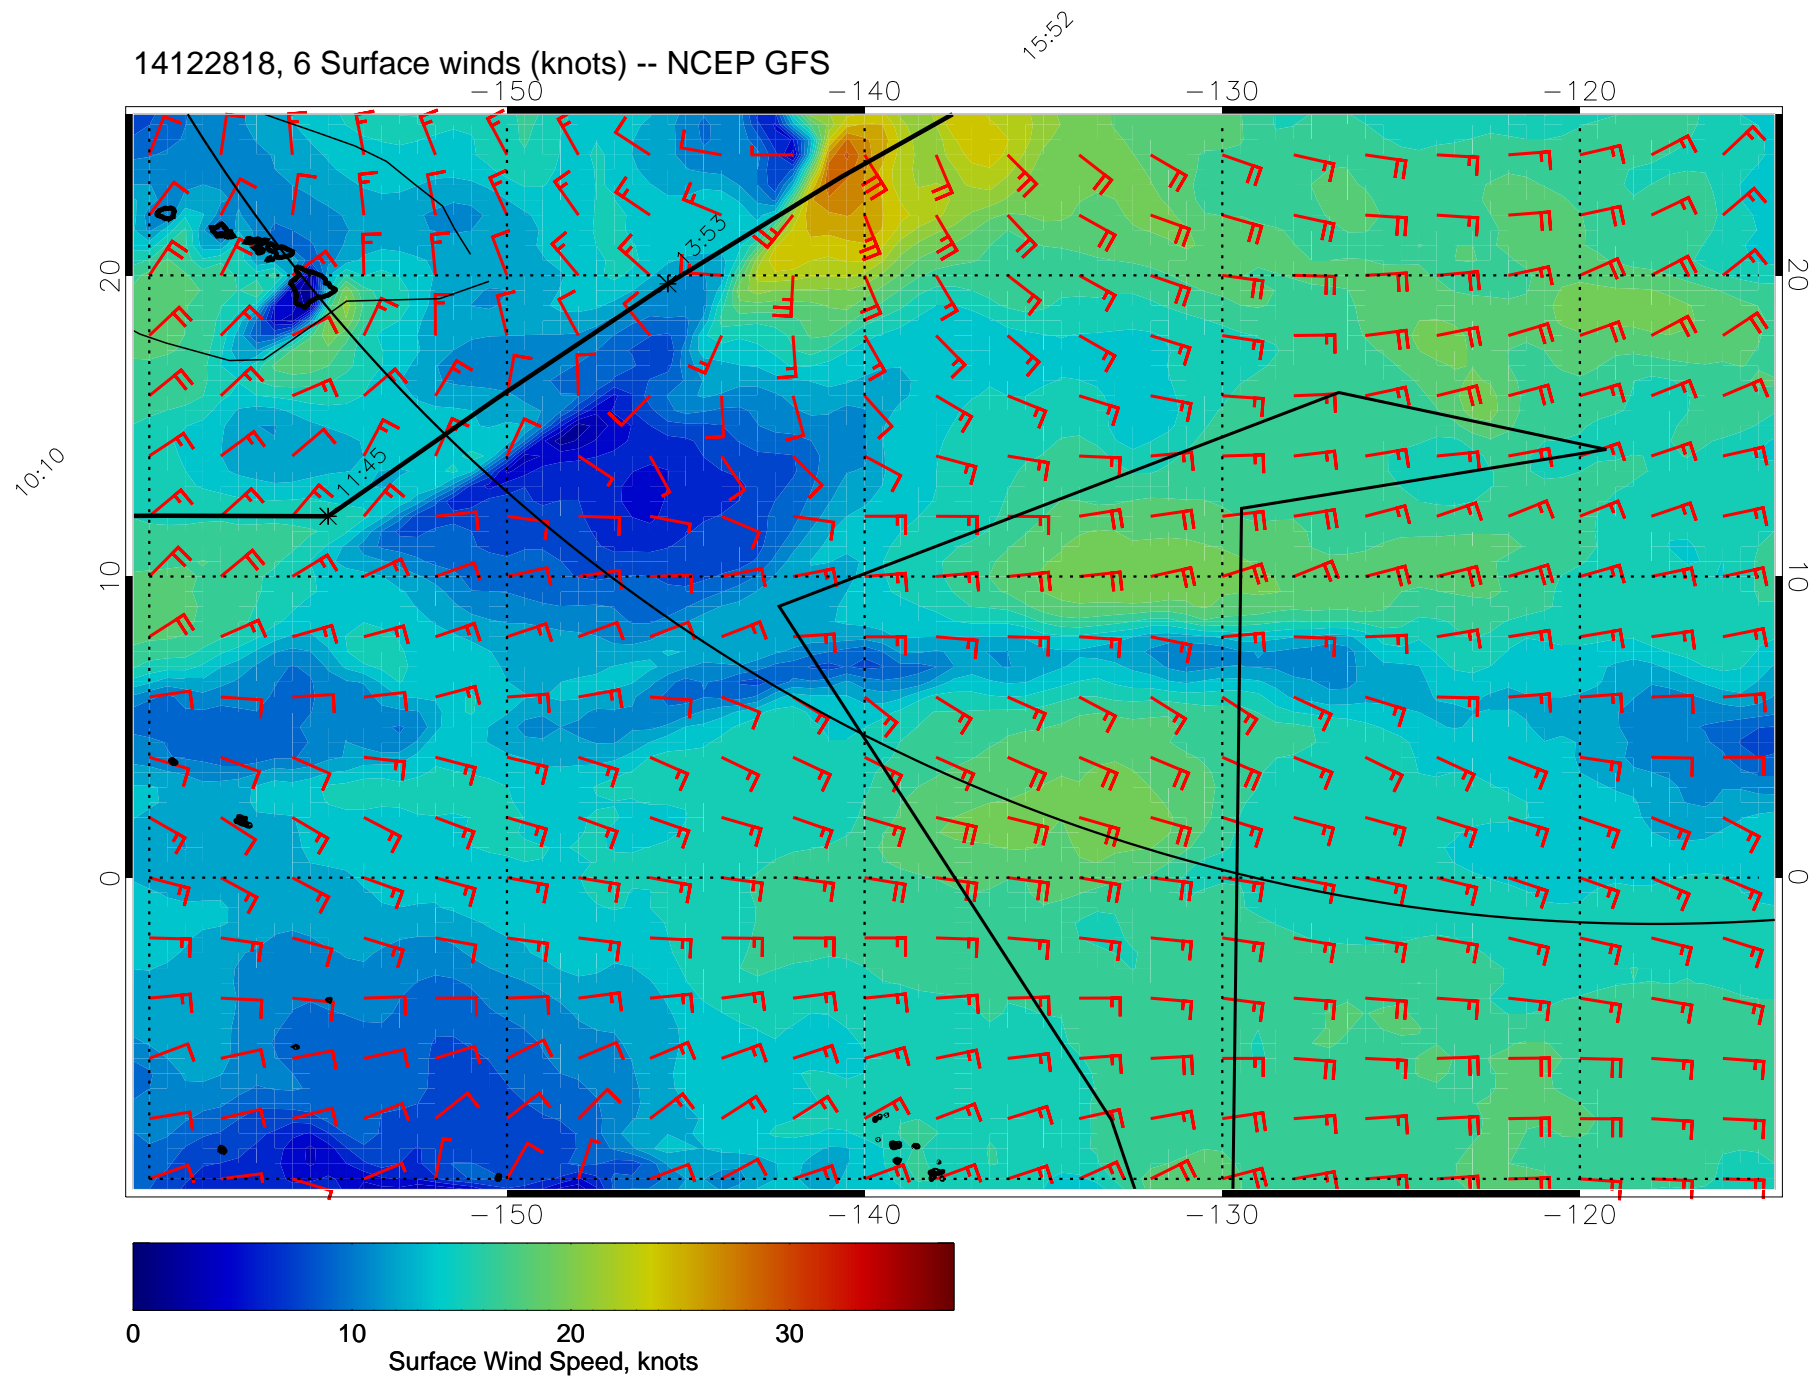 15:52
14122818, 6 Surface winds (knots) -- NCEP GFS
-150 -140 -130 -120
13:53
20 20
11:45
10:10
10 10
0 0
-150 -140 -130 -120
0 10 20 30
Surface Wind Speed, knots